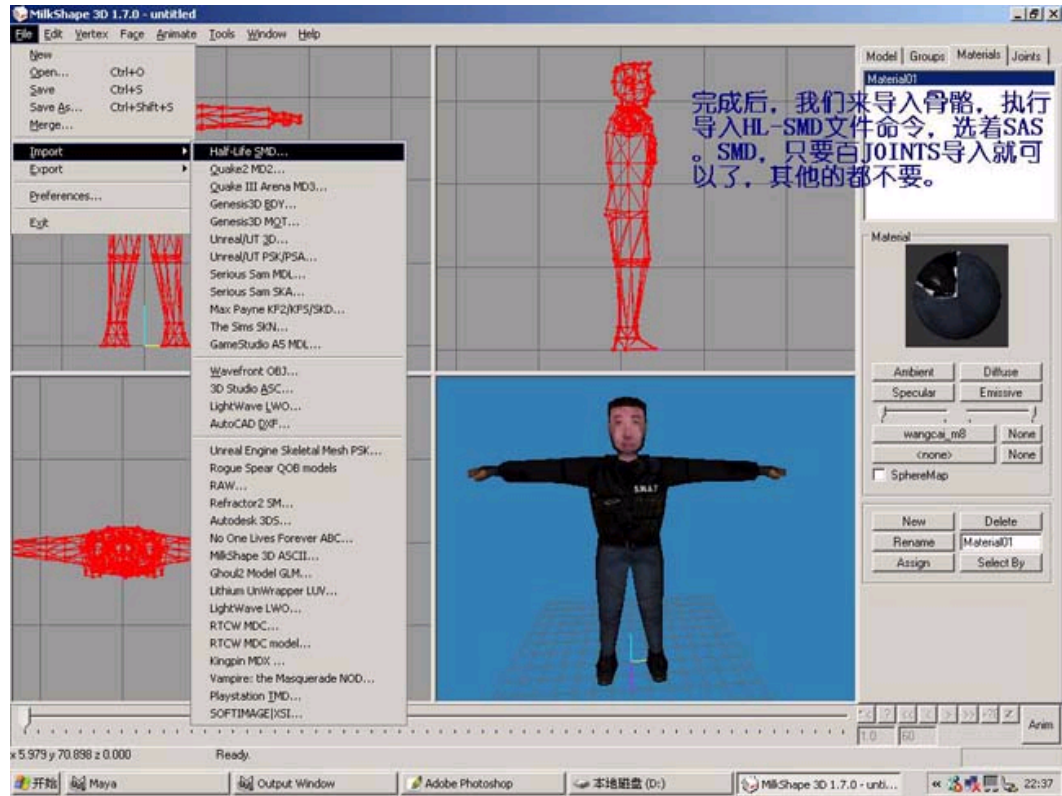 MilkShape 3D 1.7.0 - untitled
File Edit Vertex Face Animate Tools Window Help
New
Open... Ctrl+O
Save Ctrl+S
Save As... Ctrl+Shift+S
Merge...
Import
Export
Preferences...
Exit
Half-Life SMD...
Quake2 MD2...
Quake III Arena MD3...
Genesis3D BDY...
Genesis3D MOT...
Unreal/UT 3D...
Unreal/UT PSK/PSA...
Serious Sam MDL...
Serious Sam SKA...
Max Payne KF2/KFS/SKD...
The Sims SKN...
GameStudio A5 MDL...
Wavefront OBJ...
3D Studio ASC...
LightWave LWO...
AutoCAD DXF...
Unreal Engine Skeletal Mesh PSK...
Rogue Spear QOB models
RAW...
Refractor2 SM...
Autodesk 3DS...
No One Lives Forever ABC...
MilkShape 3D ASCII...
Ghoul2 Model GLM...
Lithium UnWrapper LUV...
LightWave LWO...
RTCW MDC...
RTCW MDC model...
Kingpin MDX ...
Vampire: the Masquerade NOD...
Playstation TMD...
SOFTIMAGE|XSI...
完成后，我们来导入骨骼，执行
导入HL-SMD文件命令，选着SAS
。SMD，只要百JOINTS导入就可
以了，其他的都不要。
S.W.A.T
Model Groups Materials Joints
Material01
Material
Ambient Diffuse
Specular Emissive
wangcai_m8 None
<none> None
SphereMap
New Delete
Rename Material01
Assign Select By
1.0 60 Anim
x 5.979 y 70.898 z 0.000 Ready.
开始 Maya Output Window Adobe Photoshop 本地磁盘 (D:) MilkShape 3D 1.7.0 - unti... 22:37